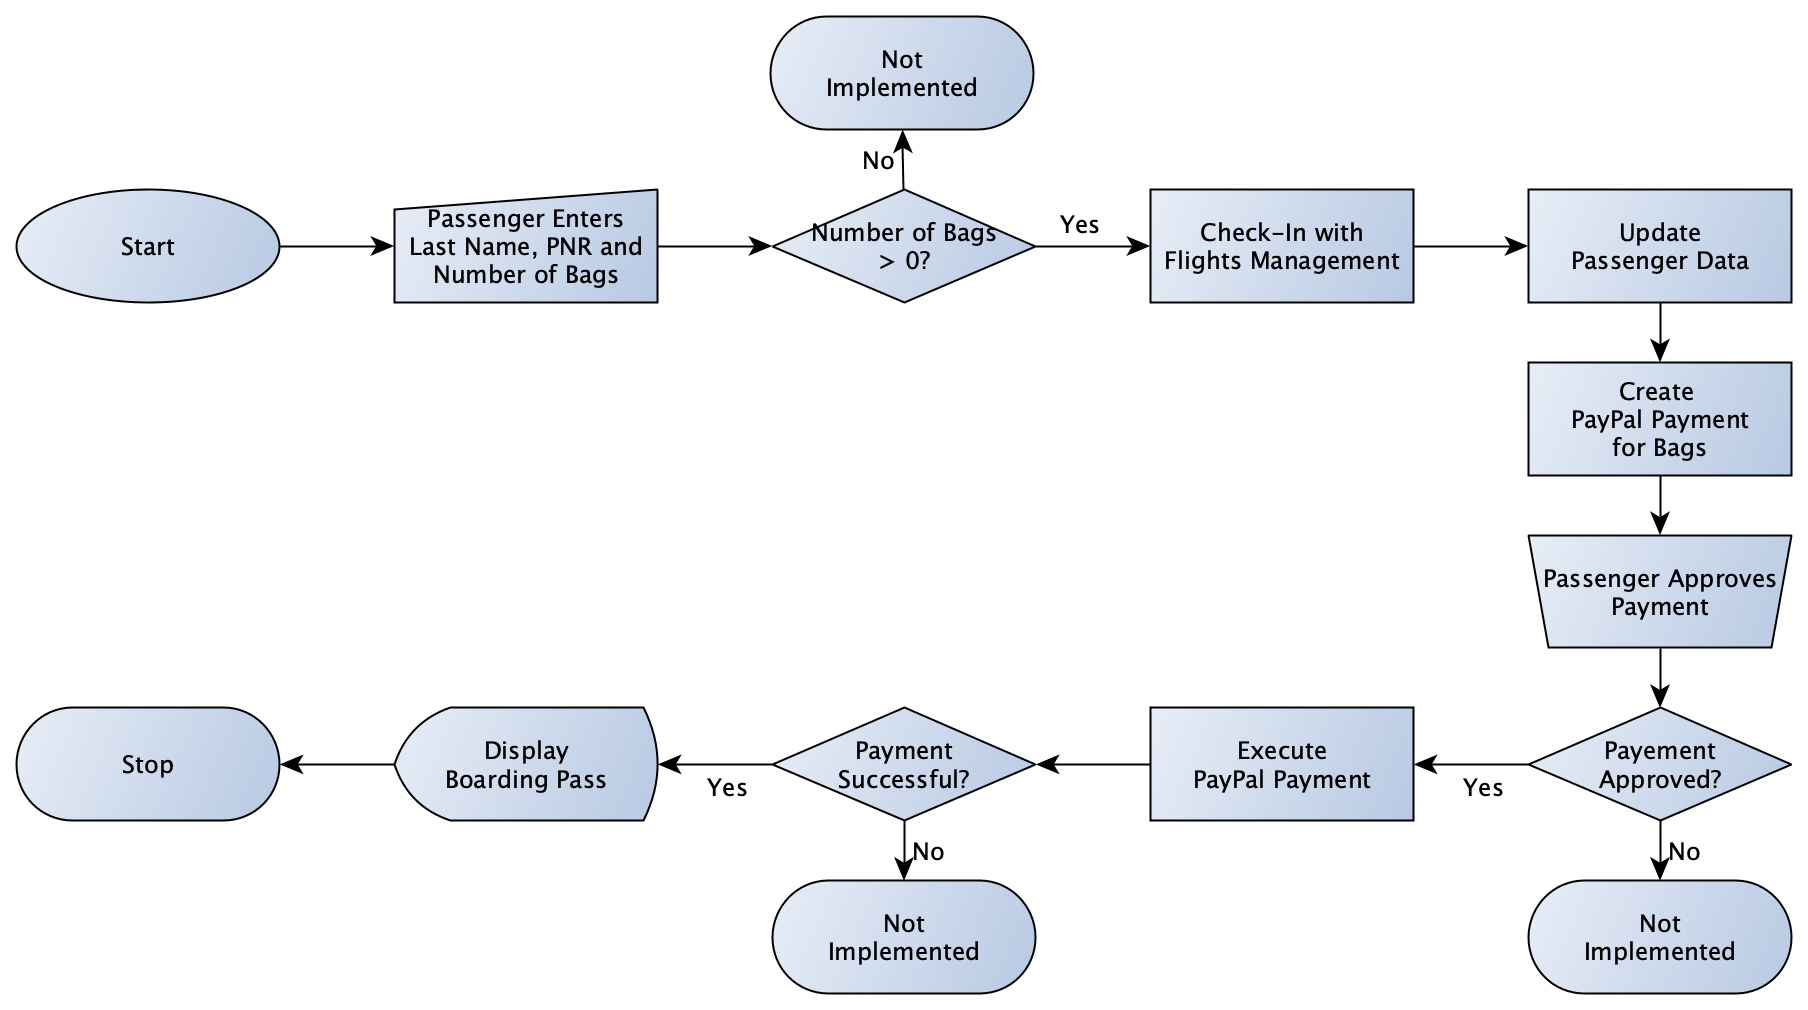 Not
Implemented
No
Start
Passenger Enters
Last Name, PNR and
Number of Bags
Number of Bags
> 0?
Yes
Check-In with
Flights Management
Update
Passenger Data
Create
PayPal Payment
for Bags
Passenger Approves
Payment
Payement
Approved?
Yes
No
Not
Implemented
Execute
PayPal Payment
Payment
Successful?
Yes
No
Not
Implemented
Display
Boarding Pass
Stop